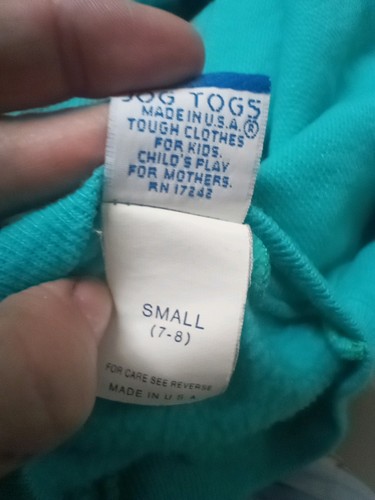 JOG TOGS®
MADE IN U.S.A.
TOUGH CLOTHES
FOR KIDS.
CHILD'S PLAY
FOR MOTHERS.
RN 17242
SMALL
(7-8)
FOR CARE SEE REVERSE
MADE IN U.S.A.